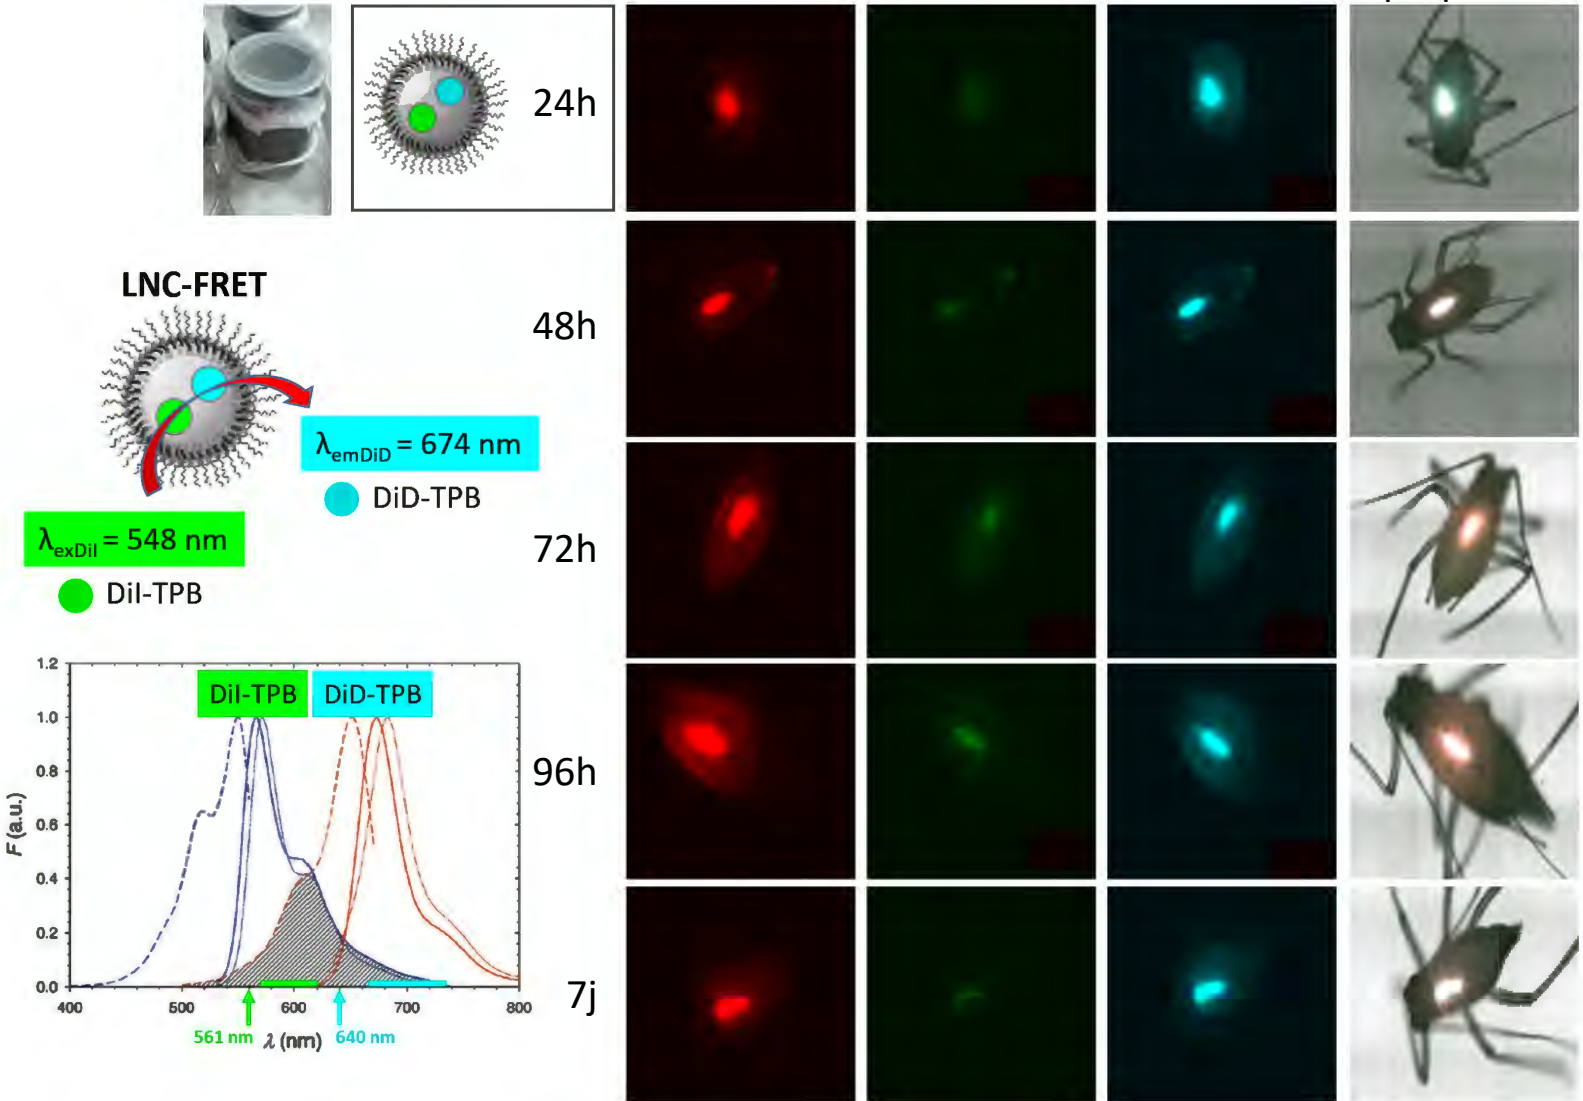 24h
48h
LNC-FRET
λemDiD = 674 nm
DiD-TPB
λexDiI = 548 nm
DiI-TPB
72h
DiI-TPB
DiD-TPB
96h
F (a.u.)
1.2
1.0
0.8
0.6
0.4
0.2
0.0
400
500
600
700
800
561 nm
λ (nm)
640 nm
7j